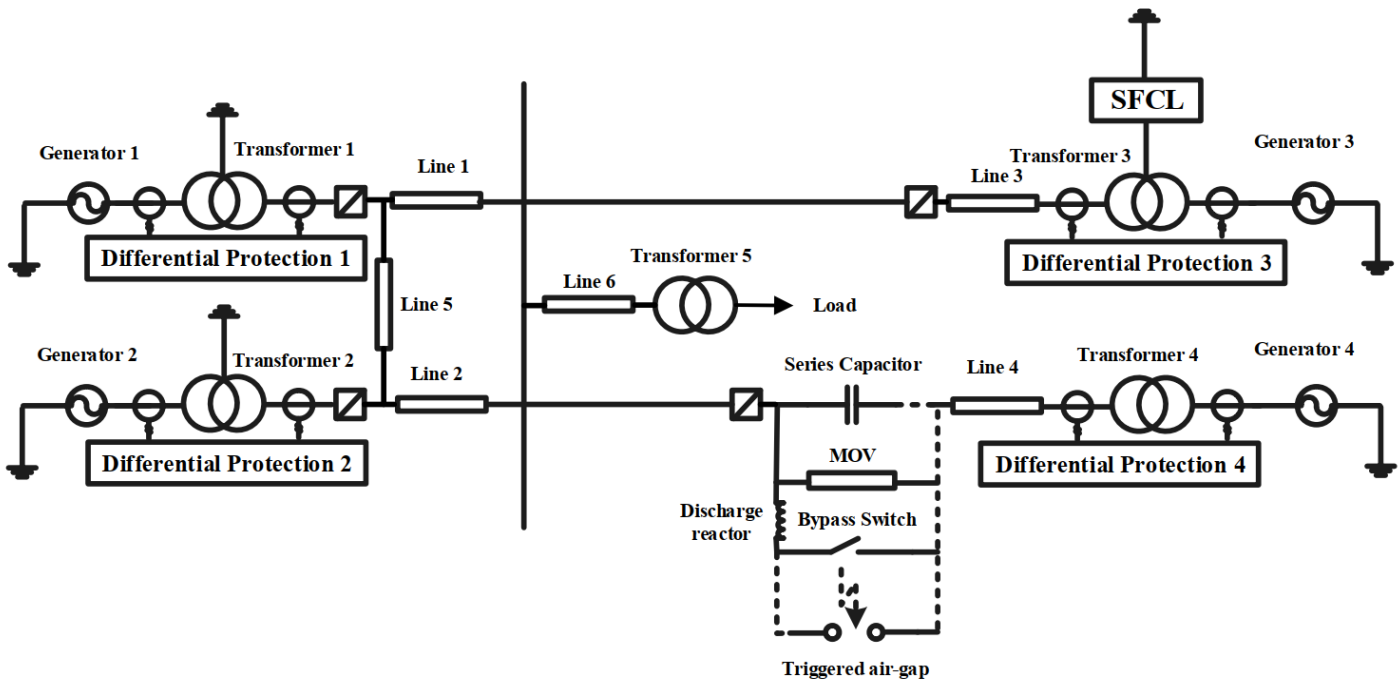 SFCL
Generator 1
Transformer 1
Line 1
Transformer 3
Generator 3
Line 3
Differential Protection 1
Differential Protection 3
Line 5
Line 6
Transformer 5
Load
Generator 2
Transformer 2
Line 2
Series Capacitor
Line 4
Transformer 4
Generator 4
Differential Protection 2
MOV
Differential Protection 4
Discharge
reactor
Bypass Switch
Triggered air-gap